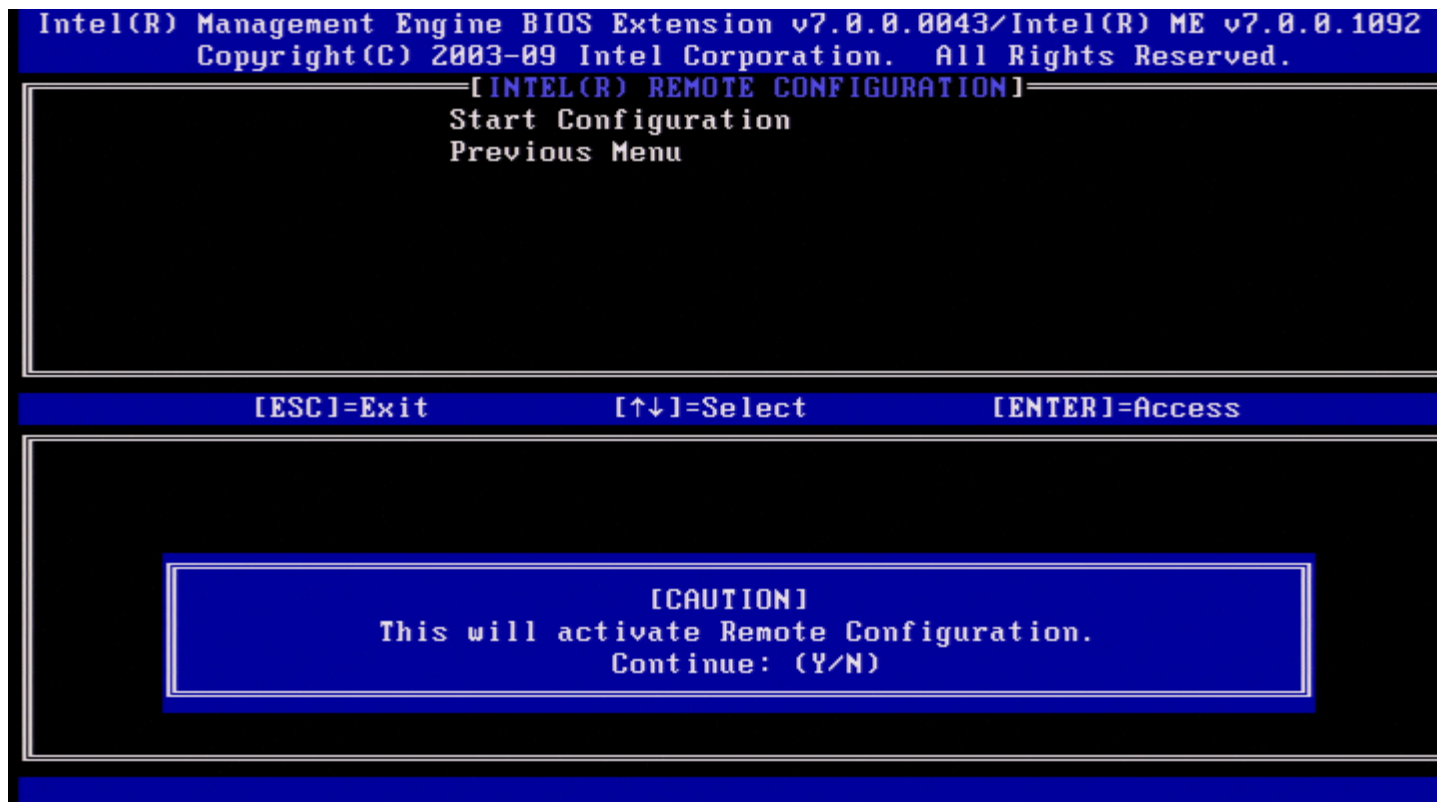 Intel(R) Management Engine BIOS Extension v7.0.0.0043/Intel(R) ME v7.0.0.1092
Copyright(C) 2003-09 Intel Corporation. All Rights Reserved.
[INTEL(R) REMOTE CONFIGURATION]
Start Configuration
Previous Menu
[ESC]=Exit [↑↓]=Select [ENTER]=Access
[CAUTION]
This will activate Remote Configuration.
Continue: (Y/N)